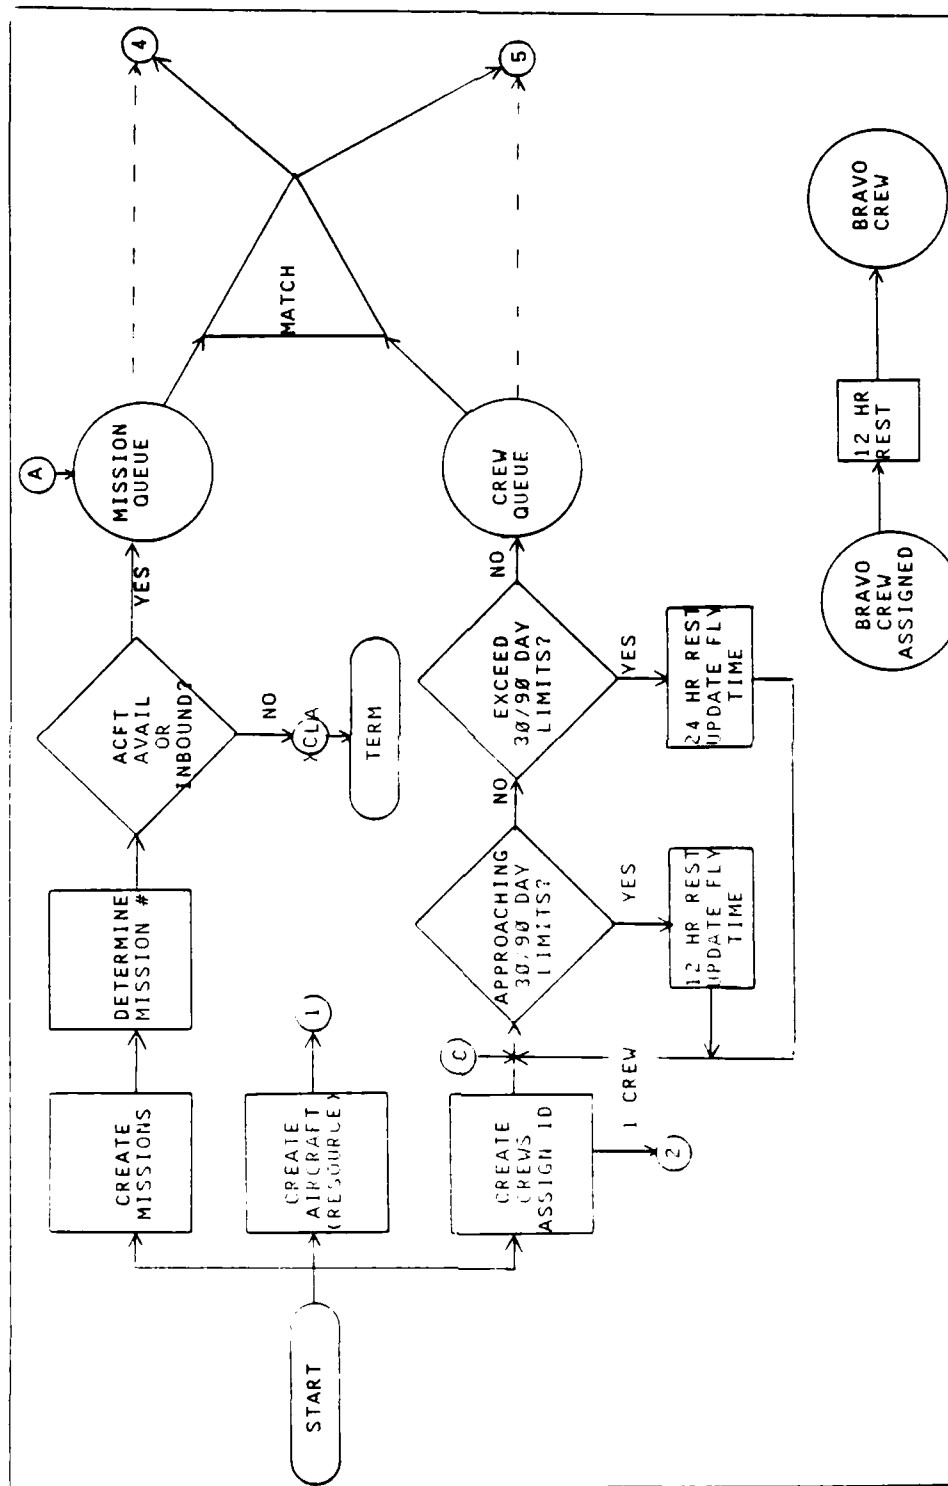 START
CREATE
MISSIONS
DETERMINE
MISSION #
ACFT
AVAIL
OR
INBOUND?
YES
NO
XCLA
TERM
A
MISSION
QUEUE
4
MATCH
CREATE
AIRCRAFT
(RESOURCE)
1
CREATE
CREWS
ASSIGN ID
1 CREW
2
C
APPROACHING
30/90 DAY
LIMITS?
NO
YES
12 HR REST
UPDATE FLY
TIME
EXCEED
30/90 DAY
LIMITS?
NO
YES
24 HR REST
UPDATE FLY
TIME
CREW
QUEUE
5
BRAVO
CREW
ASSIGNED
12 HR
REST
BRAVO
CREW